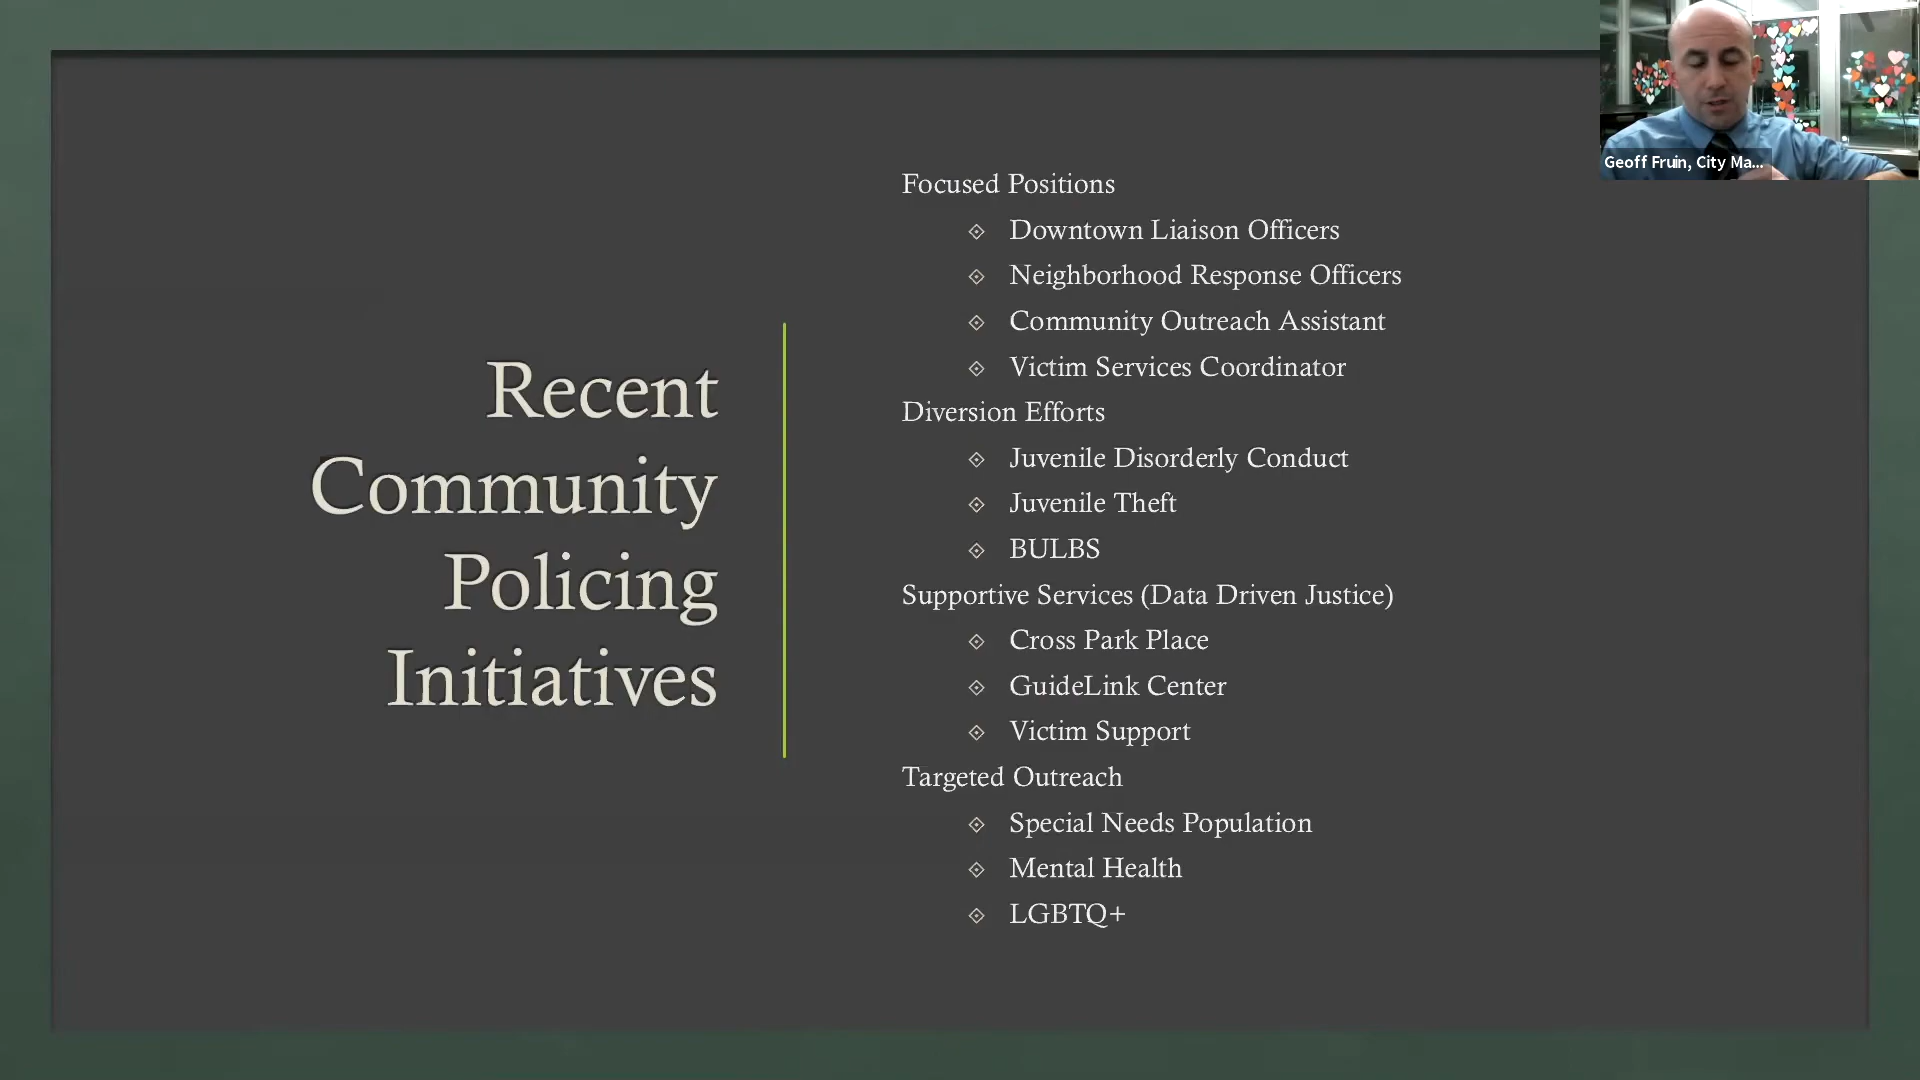 Recent
Community
Policing
Initiatives
Focused Positions
Downtown Liaison Officers
Neighborhood Response Officers
Community Outreach Assistant
Victim Services Coordinator
Diversion Efforts
Juvenile Disorderly Conduct
Juvenile Theft
BULBS
Supportive Services (Data Driven Justice)
Cross Park Place
GuideLink Center
Victim Support
Targeted Outreach
Special Needs Population
Mental Health
LGBTQ+
Geoff Fruin, City Ma...